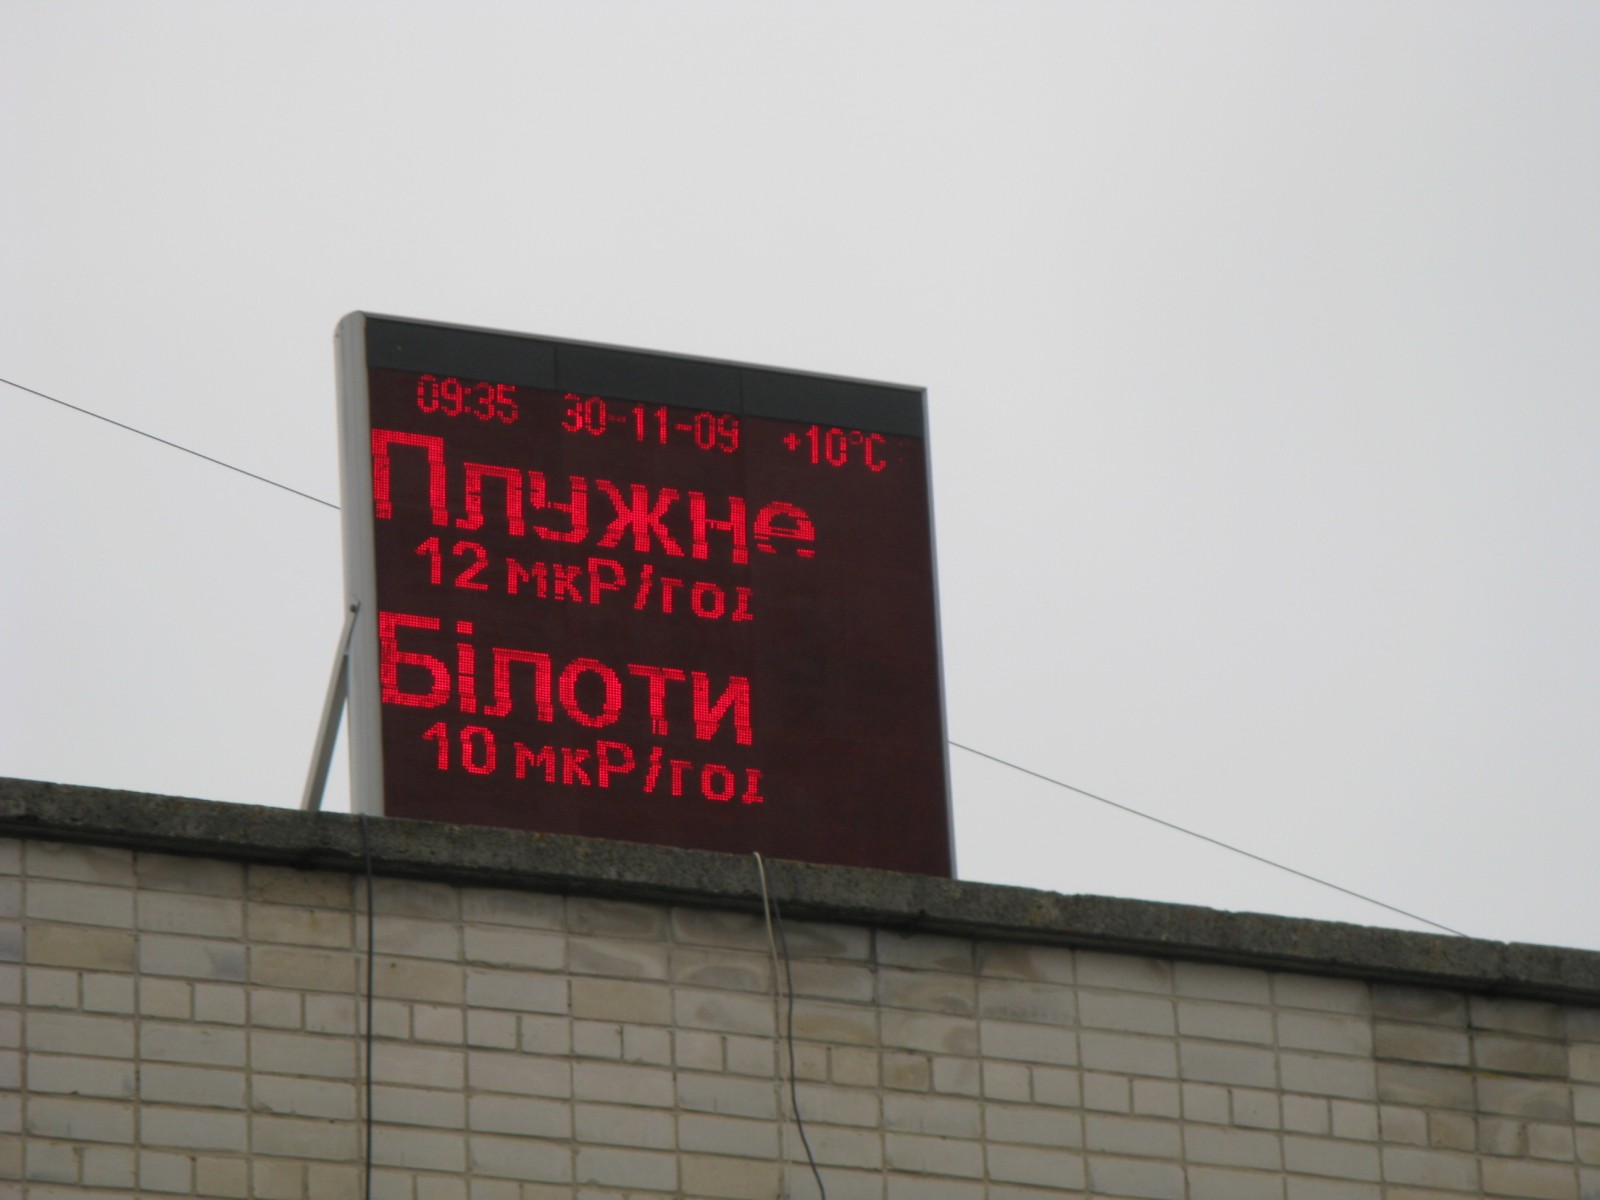 09:35 30-11-09 +10°C
Плужне
12 мкР/год
Білоти
10 мкР/год